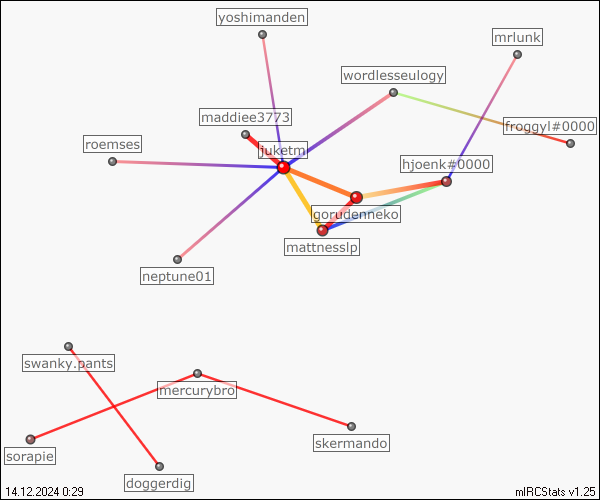 yoshimanden
mrlunk
wordlesseulogy
maddiee3773
froggyl#0000
roemses
juketm
hjoenk#0000
gorudenneko
mattnesslp
neptune01
swanky.pants
mercurybro
skermando
sorapie
doggerdig
14.12.2024 0:29
mIRCStats v1.25